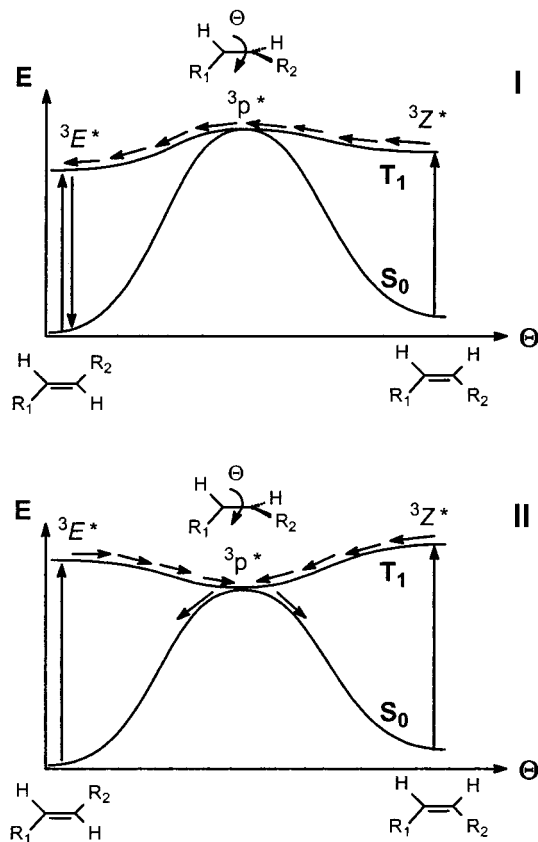 Θ
H H
R₁ R₂
E I
³p*
³E* ³Z*
T₁
S₀
Θ
H R₂ H H
R₁ H R₁ R₂
Θ
H H
R₁ R₂
E II
³E* ³Z*
³p*
T₁
S₀
Θ
H R₂ H H
R₁ H R₁ R₂